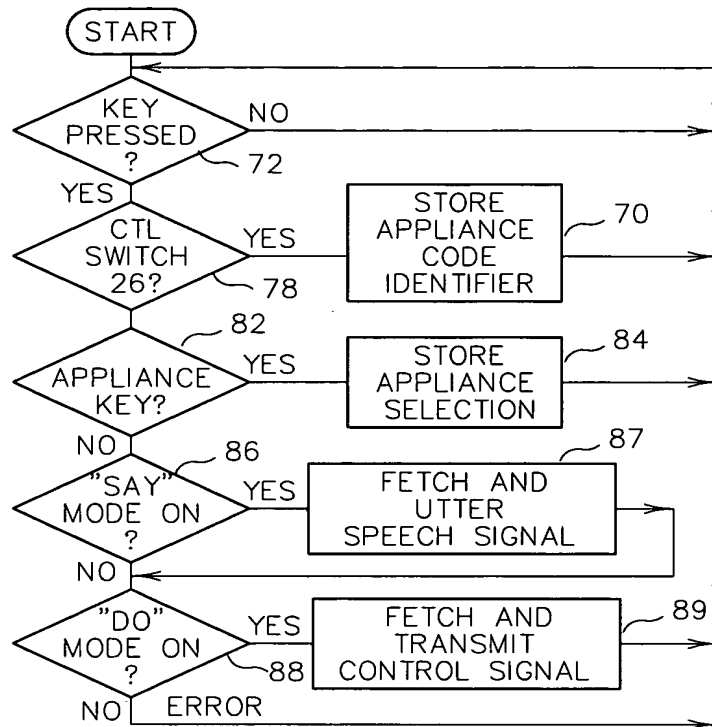 START
KEY
PRESSED
?
NO
72
YES
CTL
SWITCH
26?
YES
78
STORE
APPLIANCE
CODE
IDENTIFIER
70
82
APPLIANCE
KEY?
YES
STORE
APPLIANCE
SELECTION
84
NO
86
"SAY"
MODE ON
?
YES
FETCH AND
UTTER
SPEECH SIGNAL
87
NO
"DO"
MODE ON
?
YES
88
FETCH AND
TRANSMIT
CONTROL SIGNAL
89
NO
ERROR